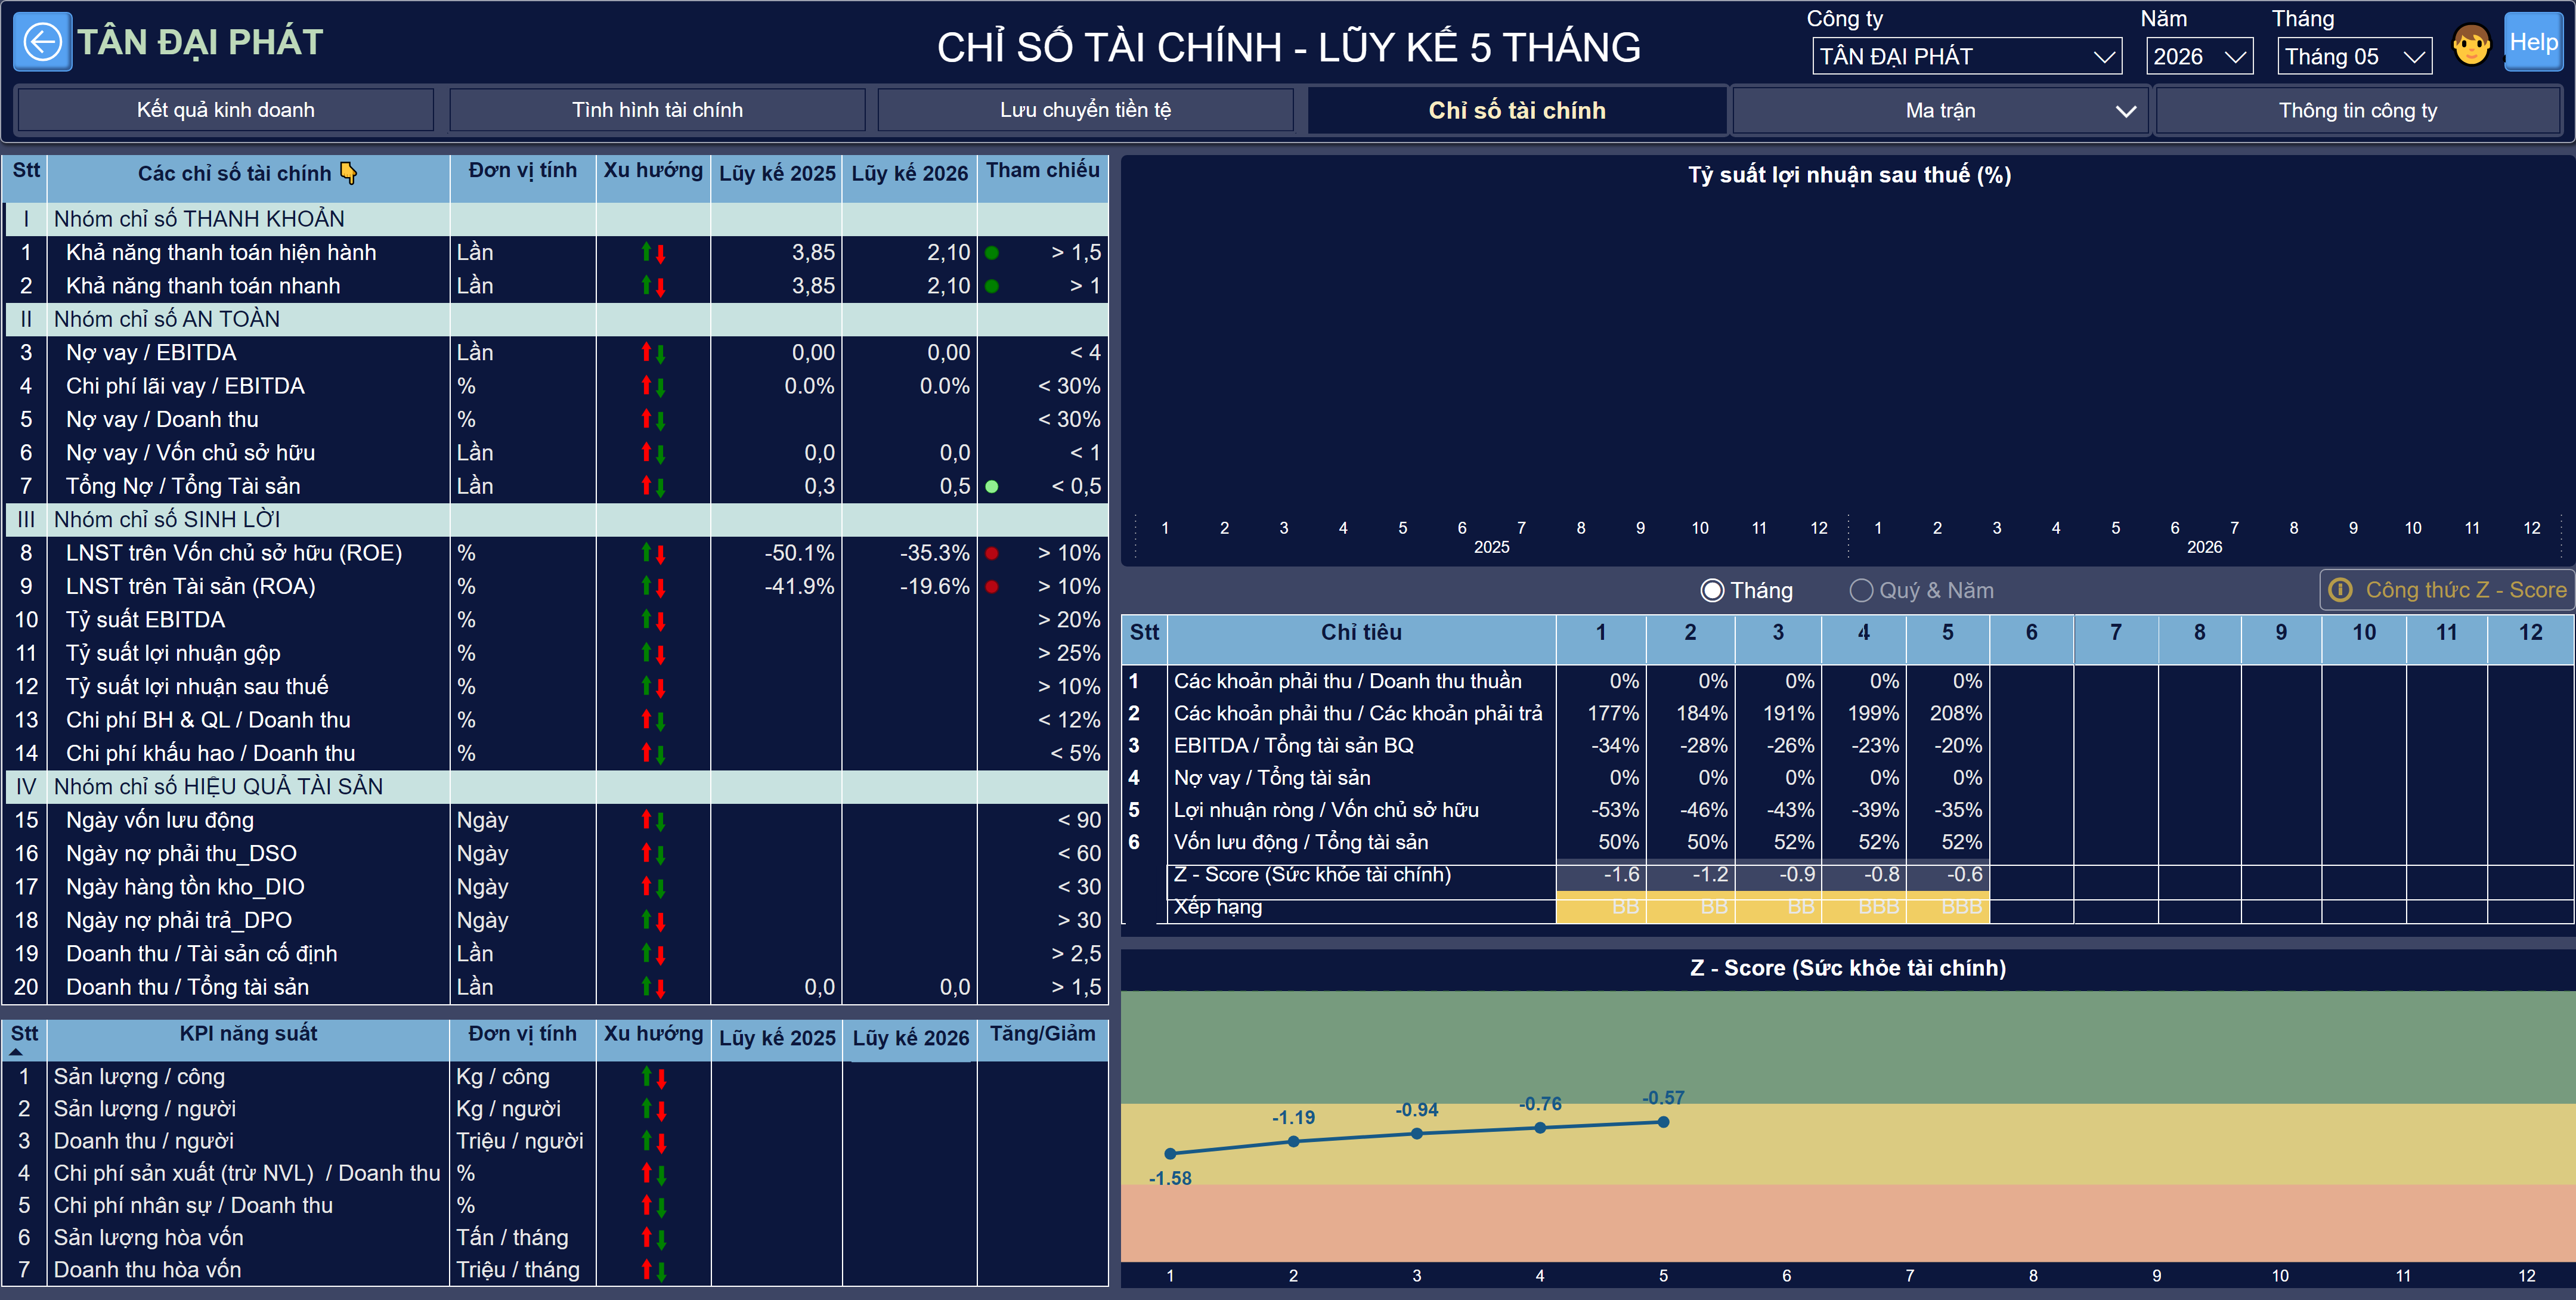 TÂN ĐẠI PHÁT
CHỈ SỐ TÀI CHÍNH - LŨY KẾ 5 THÁNG
Công ty
Năm
Tháng
TÂN ĐẠI PHÁT
2026
Tháng 05
Help
Kết quả kinh doanh
Tình hình tài chính
Lưu chuyển tiền tệ
Chỉ số tài chính
Ma trận
Thông tin công ty
Stt Các chỉ số tài chính Đơn vị tính Xu hướng Lũy kế 2025 Lũy kế 2026 Tham chiếu
I Nhóm chỉ số THANH KHOẢN
1 Khả năng thanh toán hiện hành Lần 3,85 2,10 > 1,5
2 Khả năng thanh toán nhanh Lần 3,85 2,10 > 1
II Nhóm chỉ số AN TOÀN
3 Nợ vay / EBITDA Lần 0,00 0,00 < 4
4 Chi phí lãi vay / EBITDA % 0.0% 0.0% < 30%
5 Nợ vay / Doanh thu % < 30%
6 Nợ vay / Vốn chủ sở hữu Lần 0,0 0,0 < 1
7 Tổng Nợ / Tổng Tài sản Lần 0,3 0,5 < 0,5
III Nhóm chỉ số SINH LỜI
8 LNST trên Vốn chủ sở hữu (ROE) % -50.1% -35.3% > 10%
9 LNST trên Tài sản (ROA) % -41.9% -19.6% > 10%
10 Tỷ suất EBITDA % > 20%
11 Tỷ suất lợi nhuận gộp % > 25%
12 Tỷ suất lợi nhuận sau thuế % > 10%
13 Chi phí BH & QL / Doanh thu % < 12%
14 Chi phí khấu hao / Doanh thu % < 5%
IV Nhóm chỉ số HIỆU QUẢ TÀI SẢN
15 Ngày vốn lưu động Ngày < 90
16 Ngày nợ phải thu_DSO Ngày < 60
17 Ngày hàng tồn kho_DIO Ngày < 30
18 Ngày nợ phải trả_DPO Ngày > 30
19 Doanh thu / Tài sản cố định Lần > 2,5
20 Doanh thu / Tổng tài sản Lần 0,0 0,0 > 1,5
Stt KPI năng suất Đơn vị tính Xu hướng Lũy kế 2025 Lũy kế 2026 Tăng/Giảm
1 Sản lượng / công Kg / công
2 Sản lượng / người Kg / người
3 Doanh thu / người Triệu / người
4 Chi phí sản xuất (trừ NVL) / Doanh thu %
5 Chi phí nhân sự / Doanh thu %
6 Sản lượng hòa vốn Tấn / tháng
7 Doanh thu hòa vốn Triệu / tháng
Tỷ suất lợi nhuận sau thuế (%)
1 2 3 4 5 6 7 8 9 10 11 12 1 2 3 4 5 6 7 8 9 10 11 12
2025 2026
Tháng
Quý & Năm
Công thức Z - Score
Stt Chỉ tiêu 1 2 3 4 5 6 7 8 9 10 11 12
1 Các khoản phải thu / Doanh thu thuần 0% 0% 0% 0% 0%
2 Các khoản phải thu / Các khoản phải trả 177% 184% 191% 199% 208%
3 EBITDA / Tổng tài sản BQ -34% -28% -26% -23% -20%
4 Nợ vay / Tổng tài sản 0% 0% 0% 0% 0%
5 Lợi nhuận ròng / Vốn chủ sở hữu -53% -46% -43% -39% -35%
6 Vốn lưu động / Tổng tài sản 50% 50% 52% 52% 52%
Z - Score (Sức khỏe tài chính) -1.6 -1.2 -0.9 -0.8 -0.6
Xếp hạng BB BB BB BBB BBB
Z - Score (Sức khỏe tài chính)
-1.58 -1.19 -0.94 -0.76 -0.57
1 2 3 4 5 6 7 8 9 10 11 12